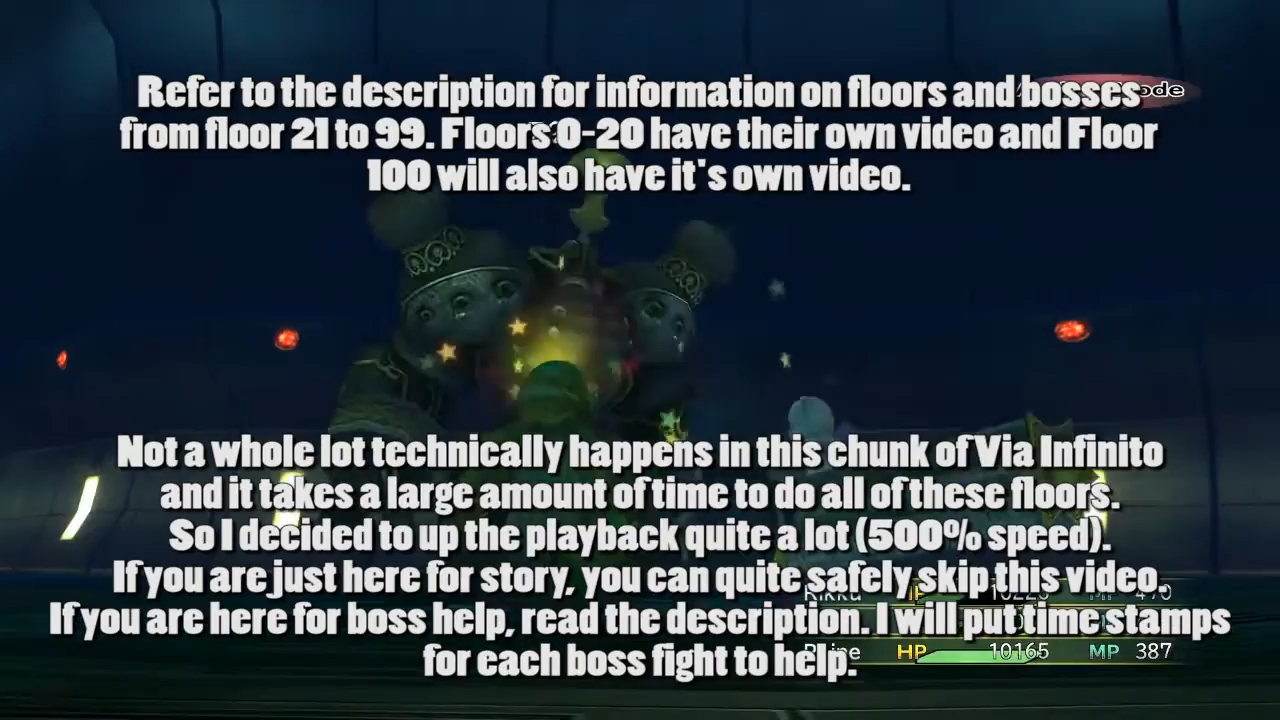 Refer to the description for information on floors and bosses
from floor 21 to 99. Floors 0-20 have their own video and Floor
100 will also have it's own video.
Not a whole lot technically happens in this chunk of Via Infinito
and it takes a large amount of time to do all of these floors.
So I decided to up the playback quite a lot (500% speed).
If you are just here for story, you can quite safely skip this video.
Rikku HP 10225 MP 470
If you are here for boss help, read the description. I will put time stamps
for each boss fight to help.
HP 10165 MP 387